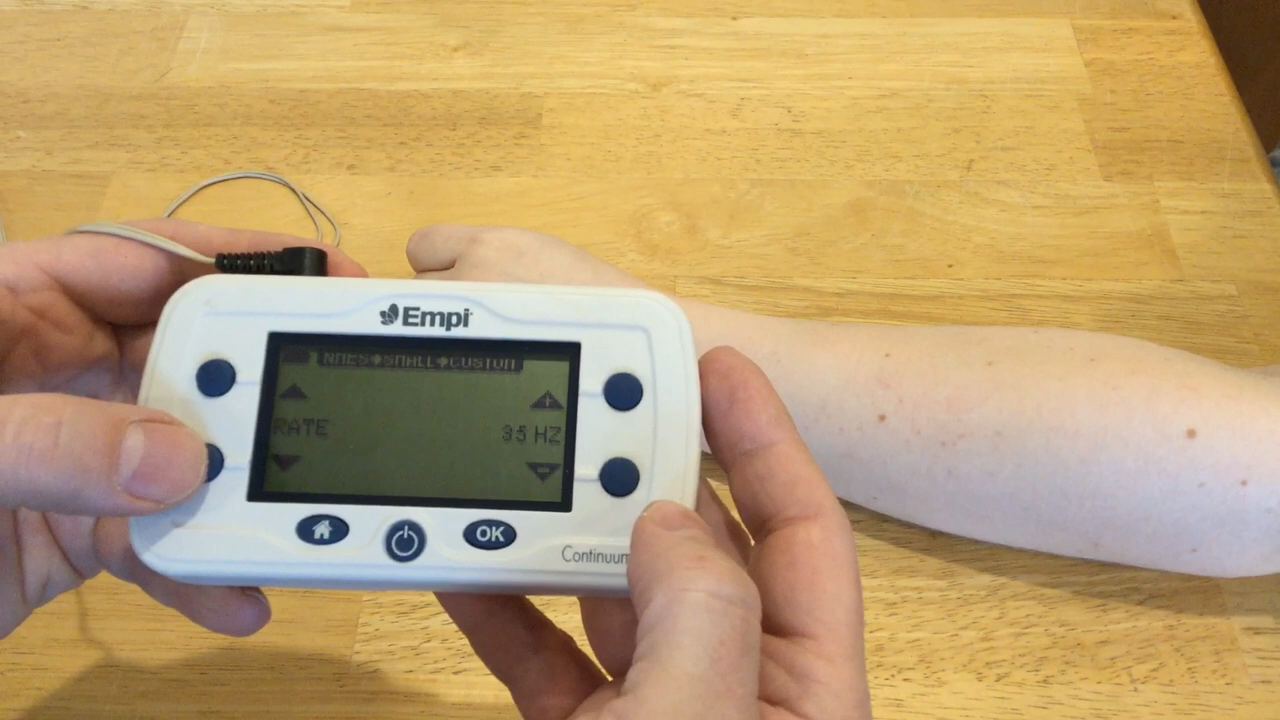 Empi
NMES→SMALL→CUSTOM
RATE 35 HZ
OK
Continuum